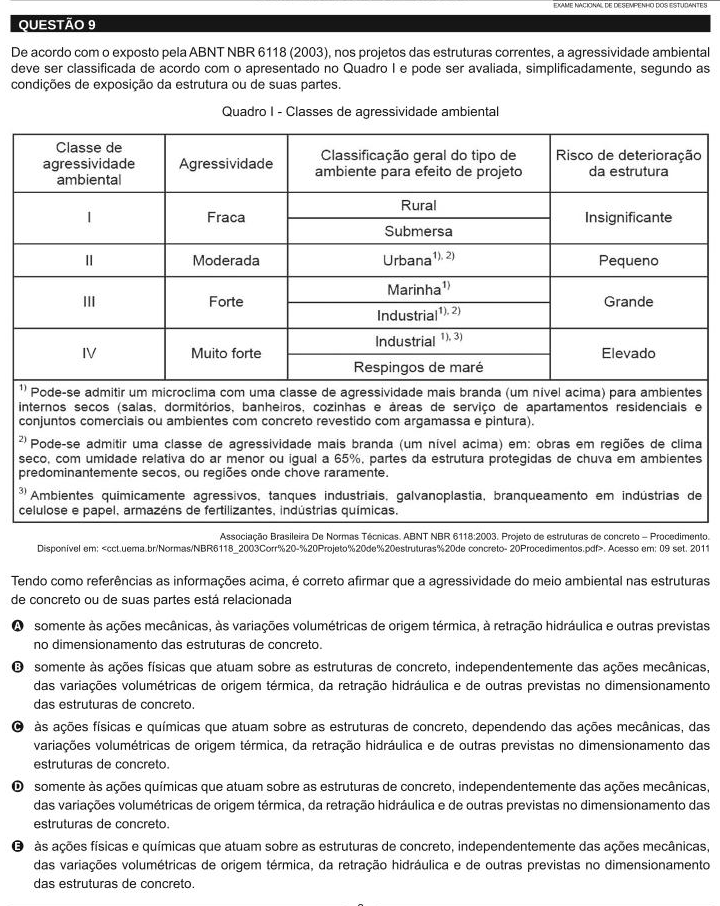 EXAME NACIONAL DE DESEMPENHO DOS ESTUDANTES
QUESTÃO 9
De acordo com o exposto pela ABNT NBR 6118 (2003), nos projetos das estruturas correntes, a agressividade ambiental
deve ser classificada de acordo com o apresentado no Quadro I e pode ser avaliada, simplificadamente, segundo as
condições de exposição da estrutura ou de suas partes.
Quadro I - Classes de agressividade ambiental
Classe de agressividade ambiental
Agressividade
Classificação geral do tipo de ambiente para efeito de projeto
Risco de deterioração da estrutura
I
Fraca
Rural
Submersa
Insignificante
II
Moderada
Urbana1), 2)
Pequeno
III
Forte
Marinha1)
Industrial1), 2)
Grande
IV
Muito forte
Industrial 1), 3)
Respingos de maré
Elevado
1) Pode-se admitir um microclima com uma classe de agressividade mais branda (um nível acima) para ambientes
internos secos (salas, dormitórios, banheiros, cozinhas e áreas de serviço de apartamentos residenciais e
conjuntos comerciais ou ambientes com concreto revestido com argamassa e pintura).
2) Pode-se admitir uma classe de agressividade mais branda (um nível acima) em: obras em regiões de clima
seco, com umidade relativa do ar menor ou igual a 65%, partes da estrutura protegidas de chuva em ambientes
predominantemente secos, ou regiões onde chove raramente.
3) Ambientes quimicamente agressivos, tanques industriais, galvanoplastia, branqueamento em indústrias de
celulose e papel, armazéns de fertilizantes, indústrias químicas.
Associação Brasileira De Normas Técnicas. ABNT NBR 6118:2003. Projeto de estruturas de concreto – Procedimento.
Disponível em: <cct.uema.br/Normas/NBR6118_2003Corr%20-%20Projeto%20de%20estruturas%20de concreto- 20Procedimentos.pdf>. Acesso em: 09 set. 2011
Tendo como referências as informações acima, é correto afirmar que a agressividade do meio ambiental nas estruturas
de concreto ou de suas partes está relacionada
A somente às ações mecânicas, às variações volumétricas de origem térmica, à retração hidráulica e outras previstas
no dimensionamento das estruturas de concreto.
B somente às ações físicas que atuam sobre as estruturas de concreto, independentemente das ações mecânicas,
das variações volumétricas de origem térmica, da retração hidráulica e de outras previstas no dimensionamento
das estruturas de concreto.
C às ações físicas e químicas que atuam sobre as estruturas de concreto, dependendo das ações mecânicas, das
variações volumétricas de origem térmica, da retração hidráulica e de outras previstas no dimensionamento das
estruturas de concreto.
D somente às ações químicas que atuam sobre as estruturas de concreto, independentemente das ações mecânicas,
das variações volumétricas de origem térmica, da retração hidráulica e de outras previstas no dimensionamento das
estruturas de concreto.
E às ações físicas e químicas que atuam sobre as estruturas de concreto, independentemente das ações mecânicas,
das variações volumétricas de origem térmica, da retração hidráulica e de outras previstas no dimensionamento
das estruturas de concreto.